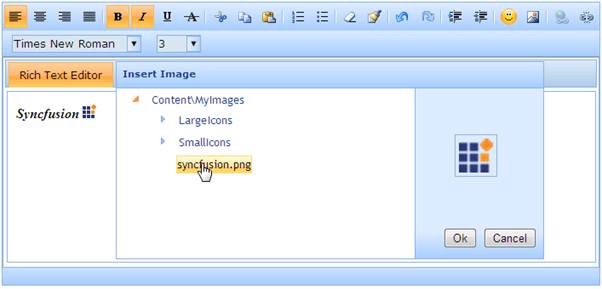 B I U A
Times New Roman 3
Rich Text Editor Insert Image
Content\MyImages
Syncfusion
LargeIcons
SmallIcons
syncfusion.png
Ok Cancel